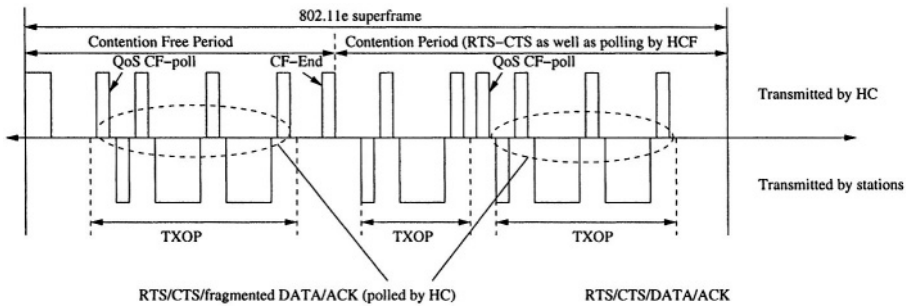 802.11e superframe
Contention Free Period
Contention Period (RTS-CTS as well as polling by HCF
QoS CF-poll
CF-End
QoS CF-poll
Transmitted by HC
Transmitted by stations
TXOP
TXOP
TXOP
RTS/CTS/fragmented DATA/ACK (polled by HC)
RTS/CTS/DATA/ACK